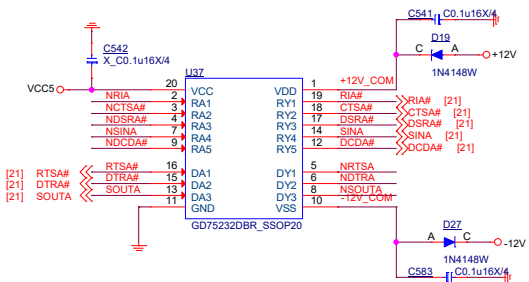 C541 C0.1u16X/4
C542
X_C0.1u16X/4
D19
C A +12V
1N4148W
U37
VCC5 20 VCC VDD 1 +12V_COM
NRIA 2 RA1 RY1 19 RIA# RIA# [21]
NCTSA# 3 RA2 RY2 18 CTSA# CTSA# [21]
NDSRA# 4 RA3 RY3 17 DSRA# DSRA# [21]
NSINA 7 RA4 RY4 14 SINA SINA [21]
NDCDA# 9 RA5 RY5 12 DCDA# DCDA# [21]
[21] RTSA# RTSA# 16 DA1 DY1 5 NRTSA
[21] DTRA# DTRA# 15 DA2 DY2 6 NDTRA
[21] SOUTA SOUTA 13 DA3 DY3 8 NSOUTA
11 GND VSS 10 -12V_COM
GD75232DBR_SSOP20
D27
A C -12V
1N4148W
C583 C0.1u16X/4